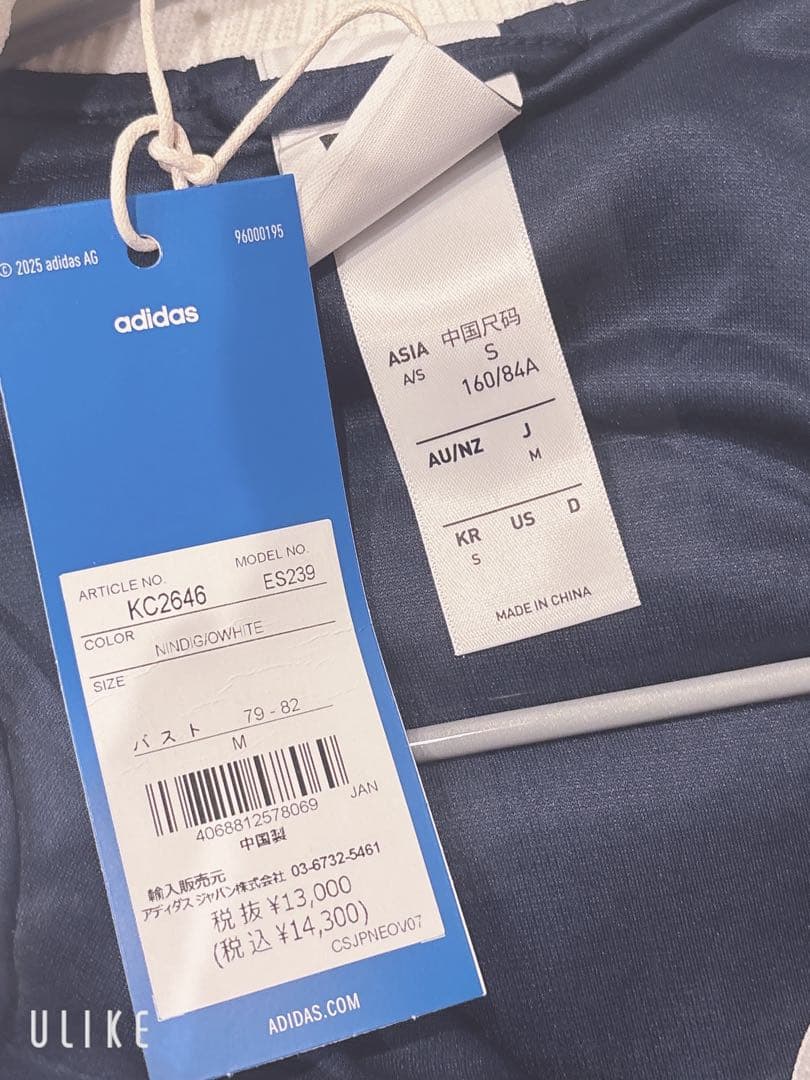 © 2025 adidas AG
96000195
adidas
ARTICLE NO.
MODEL NO.
KC2646
ES239
COLOR
NINDIG/OWHITE
SIZE
バスト 79 - 82
M
JAN
4068812578069
中国製
輸入販売元
アディダス ジャパン株式会社 03-6732-5461
税抜 ¥13,000
(税込 ¥14,300)
CSJPNEOV07
ADIDAS.COM
ASIA 中国尺码
A/S S
160/84A
AU/NZ J
M
KR US D
S
MADE IN CHINA
ULIKE